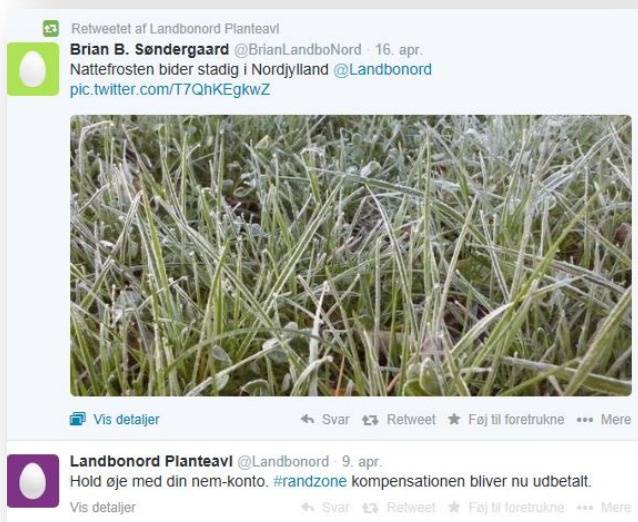 Retweetet af Landbonord Planteavl
Brian B. Søndergaard @BrianLandboNord · 16. apr.
Nattefrosten bider stadig i Nordjylland @Landbonord
pic.twitter.com/T7QhKEgkwZ
Vis detaljer Svar Retweet Føj til foretrukne Mere
Landbonord Planteavl @Landbonord · 9. apr.
Hold øje med din nem-konto. #randzone kompensationen bliver nu udbetalt.
Vis detaljer Svar Retweet Føj til foretrukne Mere